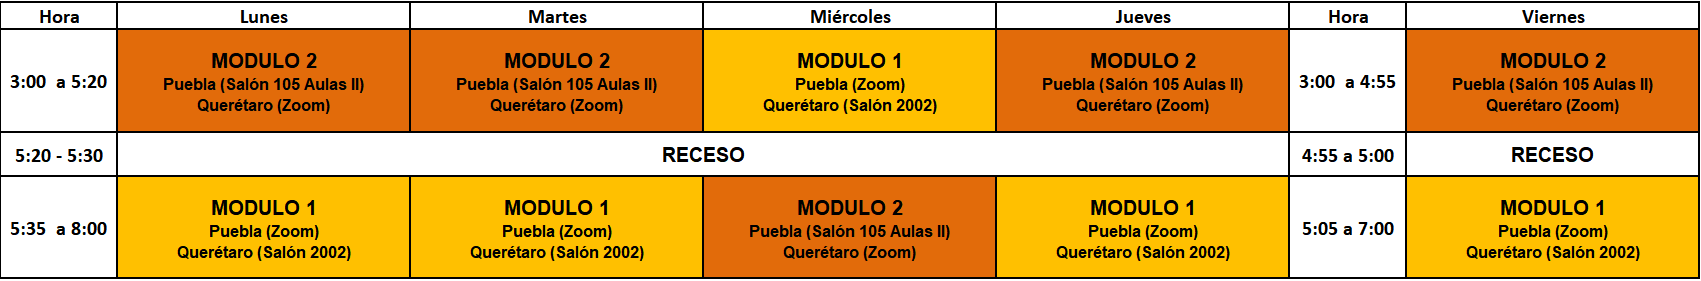 Hora Lunes Martes Miércoles Jueves Hora Viernes
3:00 a 5:20
MODULO 2
Puebla (Salón 105 Aulas II)
Querétaro (Zoom)
MODULO 2
Puebla (Salón 105 Aulas II)
Querétaro (Zoom)
MODULO 1
Puebla (Zoom)
Querétaro (Salón 2002)
MODULO 2
Puebla (Salón 105 Aulas II)
Querétaro (Zoom)
3:00 a 4:55
MODULO 2
Puebla (Salón 105 Aulas II)
Querétaro (Zoom)
5:20 - 5:30 RECESO 4:55 a 5:00 RECESO
5:35 a 8:00
MODULO 1
Puebla (Zoom)
Querétaro (Salón 2002)
MODULO 1
Puebla (Zoom)
Querétaro (Salón 2002)
MODULO 2
Puebla (Salón 105 Aulas II)
Querétaro (Zoom)
MODULO 1
Puebla (Zoom)
Querétaro (Salón 2002)
5:05 a 7:00
MODULO 1
Puebla (Zoom)
Querétaro (Salón 2002)